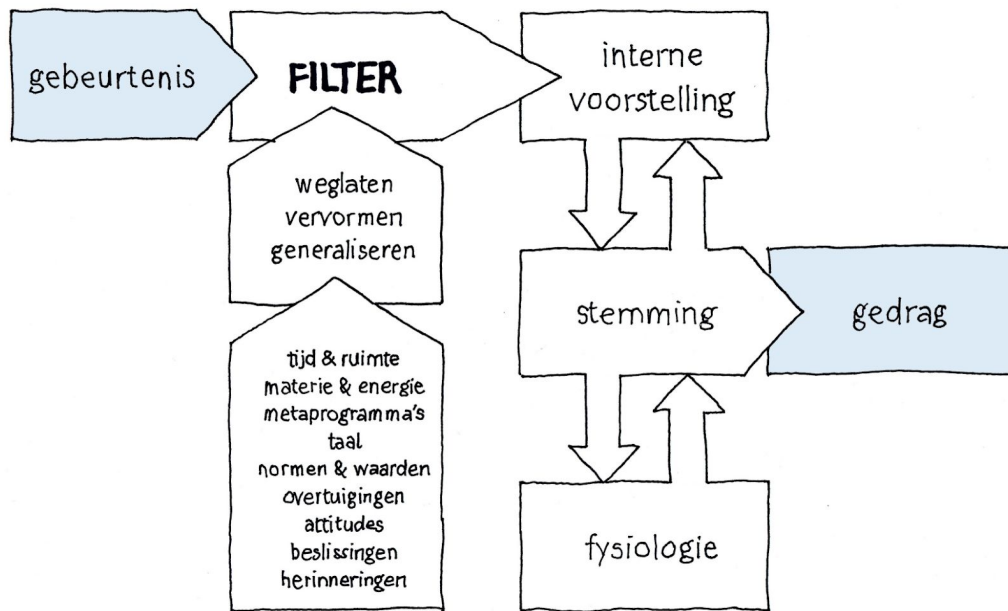 gebeurtenis
FILTER
interne
voorstelling
weglaten
vervormen
generaliseren
stemming
gedrag
tijd & ruimte
materie & energie
metaprogramma's
taal
normen & waarden
overtuigingen
attitudes
beslissingen
herinneringen
fysiologie